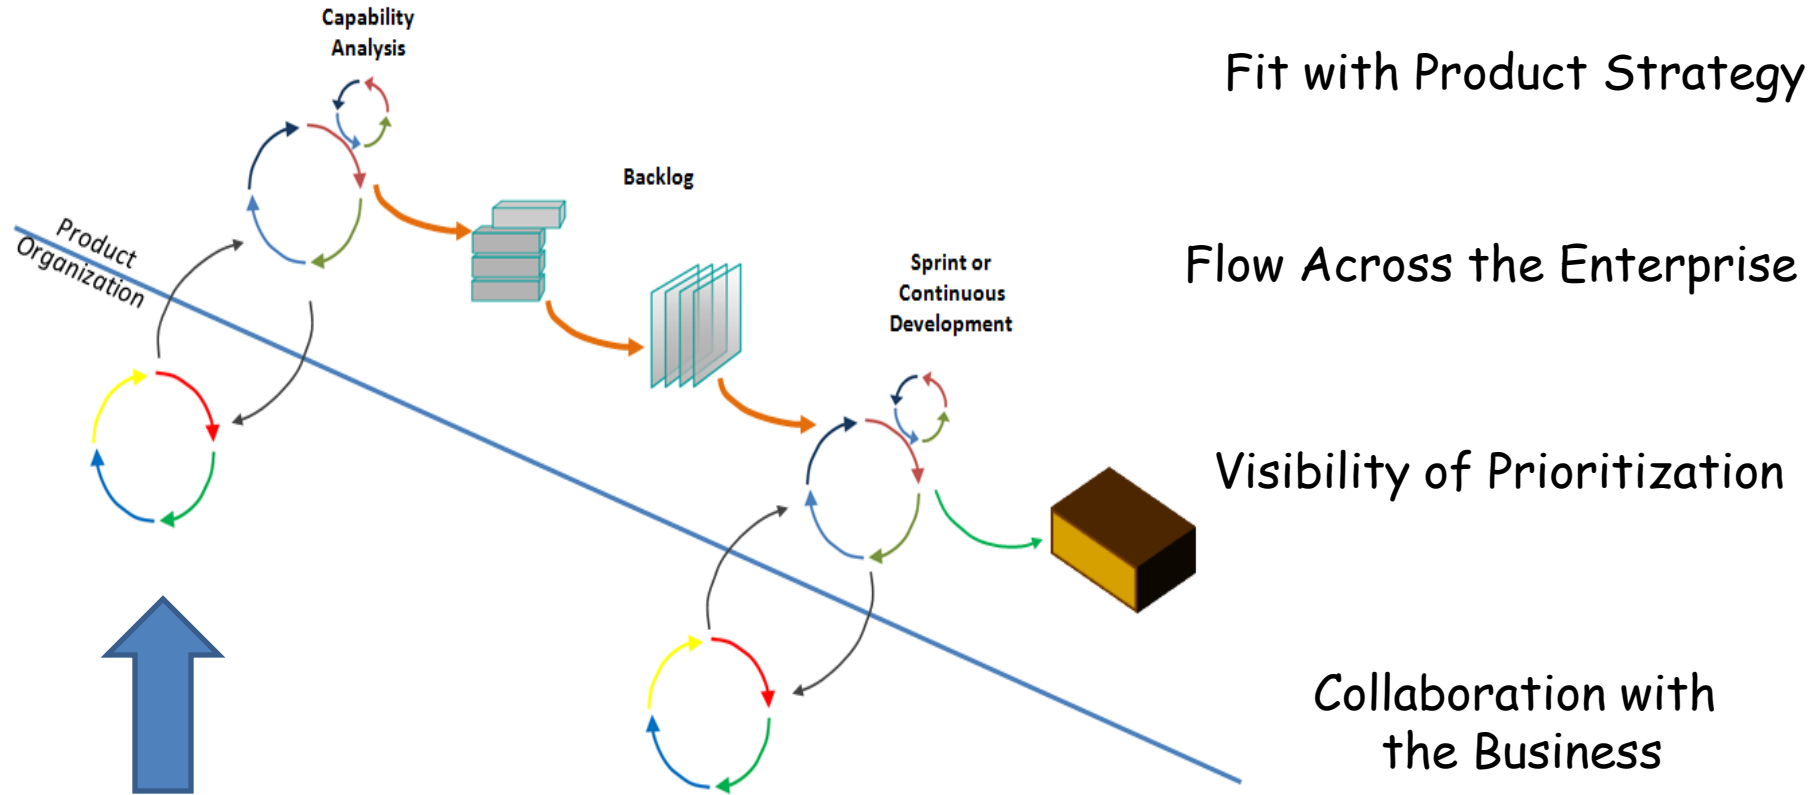 Capability
Analysis
Fit with Product Strategy
Backlog
Product
Organization
Flow Across the Enterprise
Sprint or
Continuous
Development
Visibility of Prioritization
Collaboration with
the Business